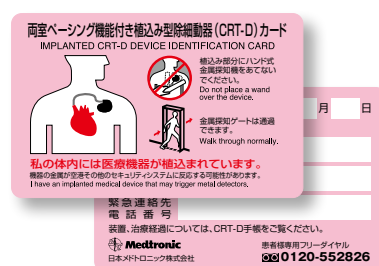 両室ペーシング機能付き植込み型除細動器（CRT-D）カード
IMPLANTED CRT-D DEVICE IDENTIFICATION CARD
植込み部分にハンド式
金属探知機をあてない
でください。
Do not place a wand
over the device.
金属探知ゲートは通過
できます。
Walk through normally.
私の体内には医療機器が植込まれています。
機器の金属が空港その他のセキュリティシステムに反応する可能性があります。
I have an implanted medical device that may trigger metal detectors.
月 日
緊急連絡先
電話番号
装置、治療経過については、CRT-D手帳をご覧ください。
Medtronic
日本メドトロニック株式会社
患者様専用フリーダイヤル
0120-552826